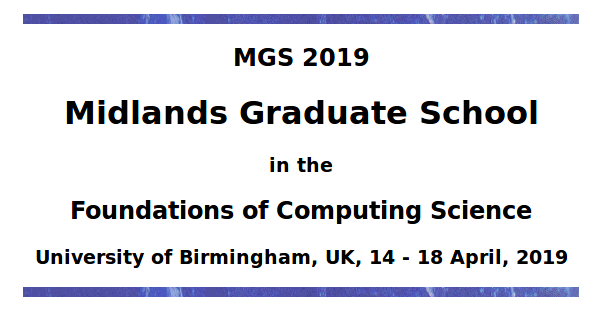 MGS 2019
Midlands Graduate School
in the
Foundations of Computing Science
University of Birmingham, UK, 14 - 18 April, 2019